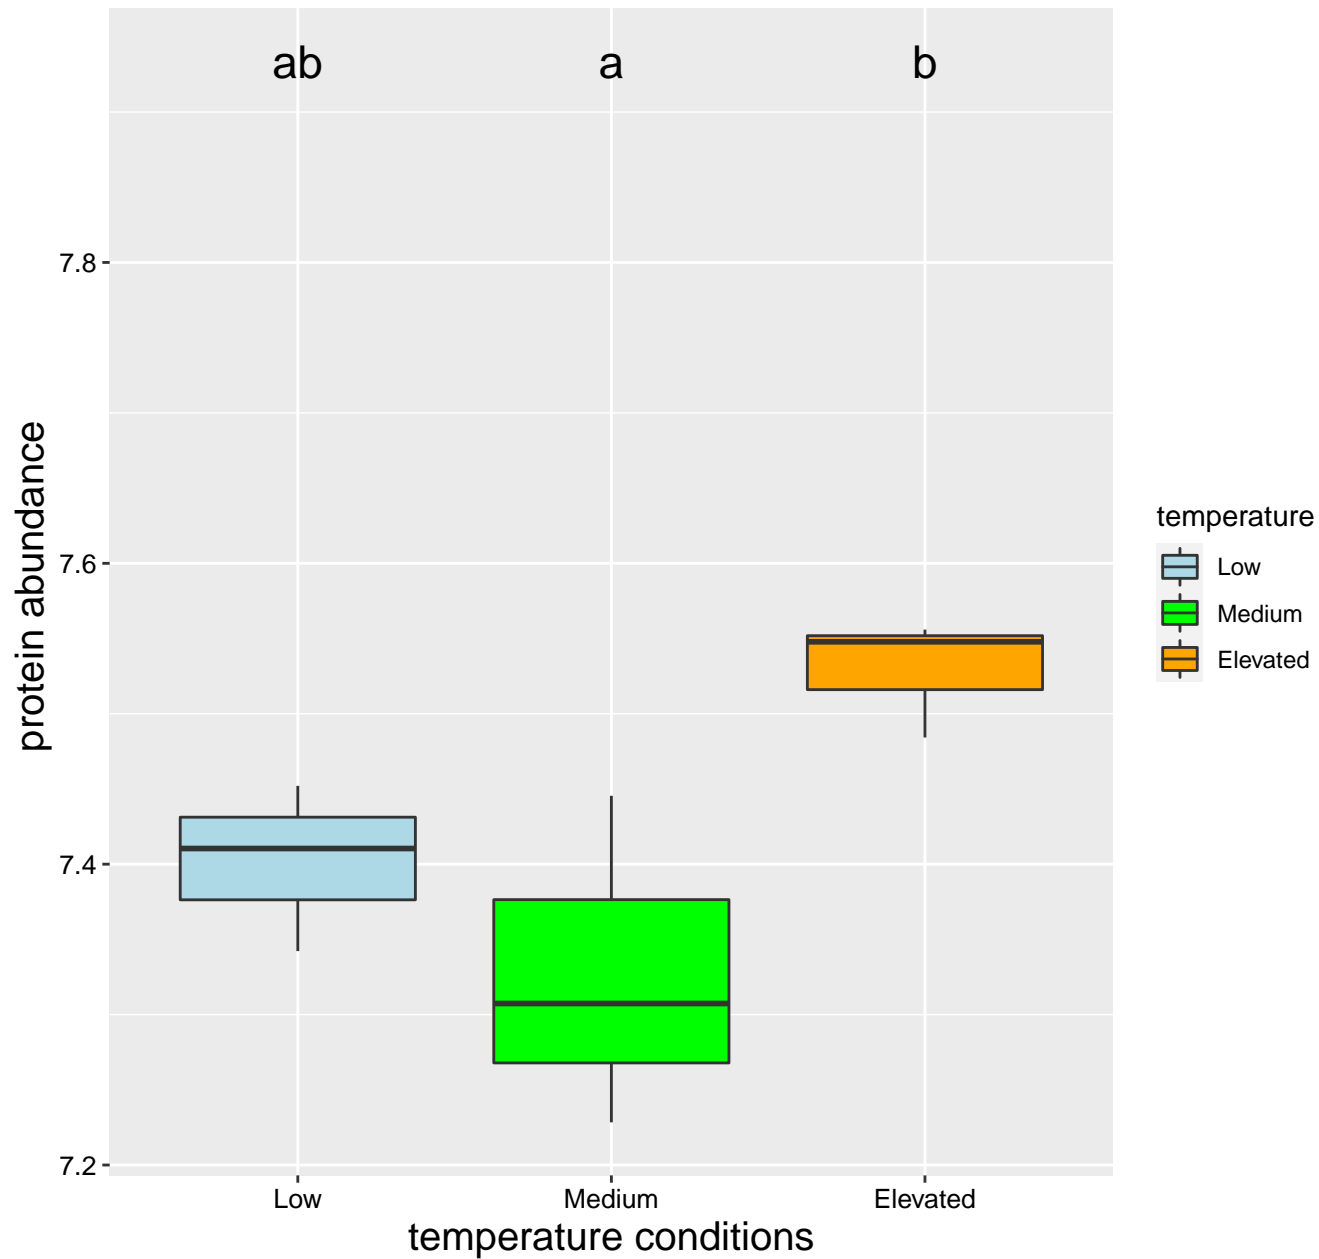 ab a b
7.8
7.6
7.4
7.2
protein abundance
Low Medium Elevated
temperature conditions
temperature
Low
Medium
Elevated